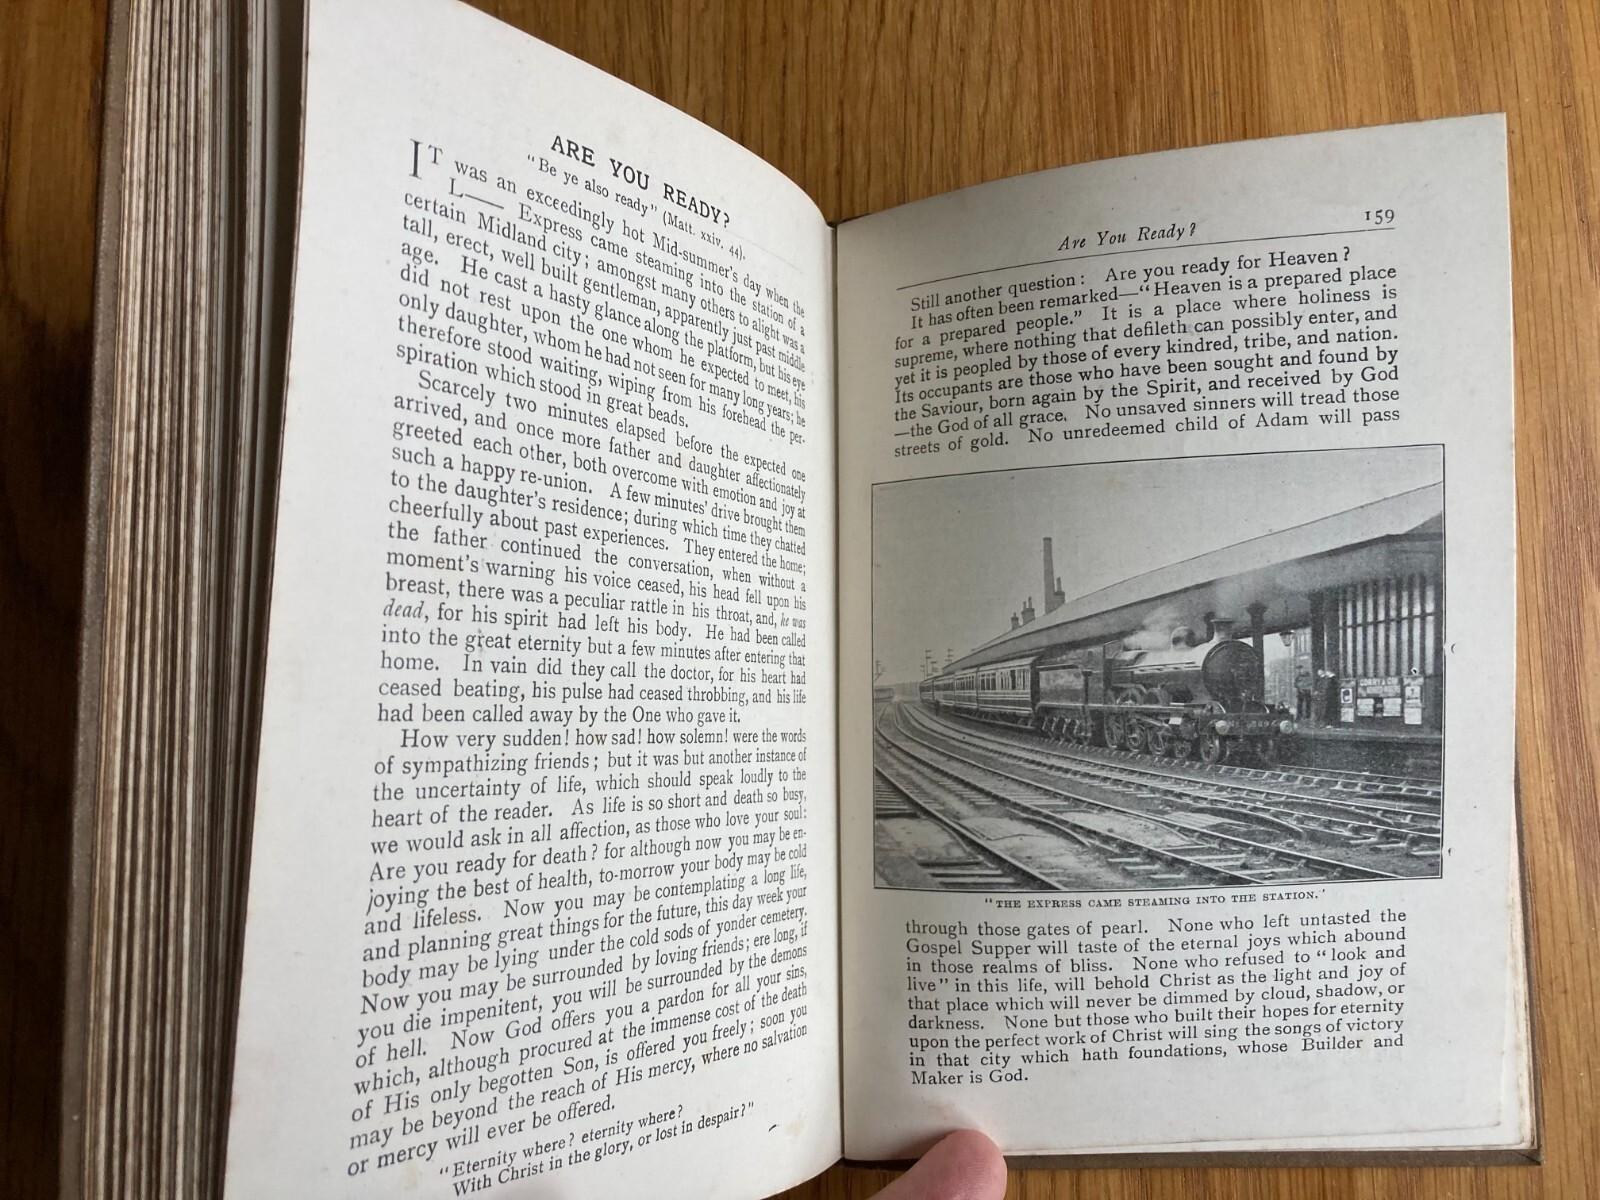 ARE YOU READY?
"Be ye also ready" (Matt. xxiv. 44).
IT was an exceedingly hot Mid-summer's day when the
L—— Express came steaming into the station of a
certain Midland city; amongst many others to alight was a
tall, erect, well built gentleman, apparently just past middle
age. He cast a hasty glance along the platform, but his eye
did not rest upon the one whom he expected to meet, his
only daughter, whom he had not seen for many long years; he
therefore stood waiting, wiping from his forehead the per-
spiration which stood in great beads.
Scarcely two minutes elapsed before the expected one
arrived, and once more father and daughter affectionately
greeted each other, both overcome with emotion and joy at
such a happy re-union. A few minutes' drive brought them
to the daughter's residence; during which time they chatted
cheerfully about past experiences. They entered the home;
the father continued the conversation, when without a
moment's warning his voice ceased, his head fell upon his
breast, there was a peculiar rattle in his throat, and, he was
dead, for his spirit had left his body. He had been called
into the great eternity but a few minutes after entering that
home. In vain did they call the doctor, for his heart had
ceased beating, his pulse had ceased throbbing, and his life
had been called away by the One who gave it.
How very sudden! how sad! how solemn! were the words
of sympathizing friends; but it was but another instance of
the uncertainty of life, which should speak loudly to the
heart of the reader. As life is so short and death so busy,
we would ask in all affection, as those who love your soul:
Are you ready for death? for although now you may be en-
joying the best of health, to-morrow your body may be cold
and lifeless. Now you may be contemplating a long life,
and planning great things for the future, this day week your
body may be lying under the cold sods of yonder cemetery.
Now you may be surrounded by loving friends; ere long, if
you die impenitent, you will be surrounded by the demons
of hell. Now God offers you a pardon for all your sins,
which, although procured at the immense cost of the death
of His only begotten Son, is offered you freely; soon you
may be beyond the reach of His mercy, where no salvation
or mercy will ever be offered.
"Eternity where? eternity where?
With Christ in the glory, or lost in despair?"
Are You Ready? 159
Still another question: Are you ready for Heaven?
It has often been remarked—"Heaven is a prepared place
for a prepared people." It is a place where holiness is
supreme, where nothing that defileth can possibly enter, and
yet it is peopled by those of every kindred, tribe, and nation.
Its occupants are those who have been sought and found by
the Saviour, born again by the Spirit, and received by God
—the God of all grace. No unsaved sinners will tread those
streets of gold. No unredeemed child of Adam will pass
"THE EXPRESS CAME STEAMING INTO THE STATION."
through those gates of pearl. None who left untasted the
Gospel Supper will taste of the eternal joys which abound
in those realms of bliss. None who refused to "look and
live" in this life, will behold Christ as the light and joy of
that place which will never be dimmed by cloud, shadow, or
darkness. None but those who built their hopes for eternity
upon the perfect work of Christ will sing the songs of victory
in that city which hath foundations, whose Builder and
Maker is God.